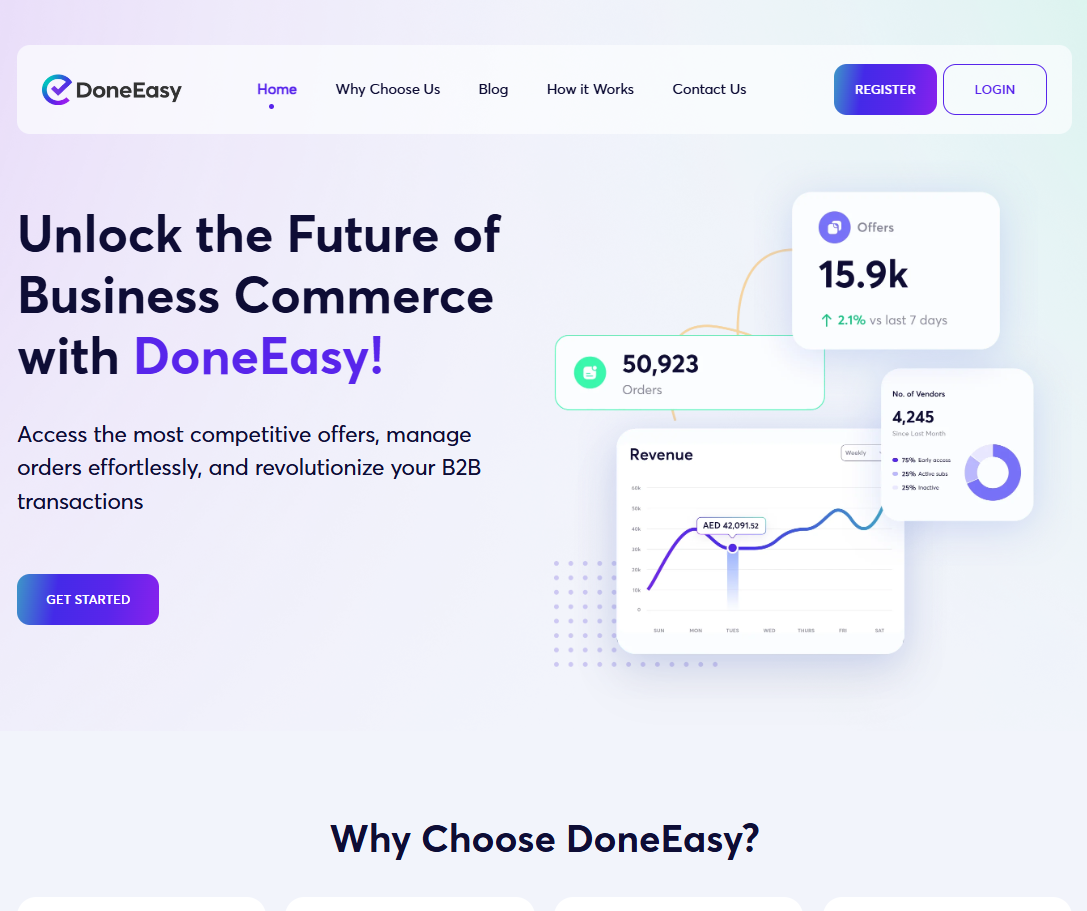 DoneEasy
Home
Why Choose Us
Blog
How it Works
Contact Us
REGISTER
LOGIN
Unlock the Future of
Business Commerce
with DoneEasy!
Access the most competitive offers, manage
orders effortlessly, and revolutionize your B2B
transactions
GET STARTED
Offers
15.9k
2.1% vs last 7 days
50,923
Orders
No. of Vendors
4,245
Since Last Month
75% Early access
25% Active subs
25% Inactive
Revenue
Weekly
60k
50k
40k
30k
20k
10k
0
AED 42,091.52
SUN MON TUES WED THURS FRI SAT
Why Choose DoneEasy?